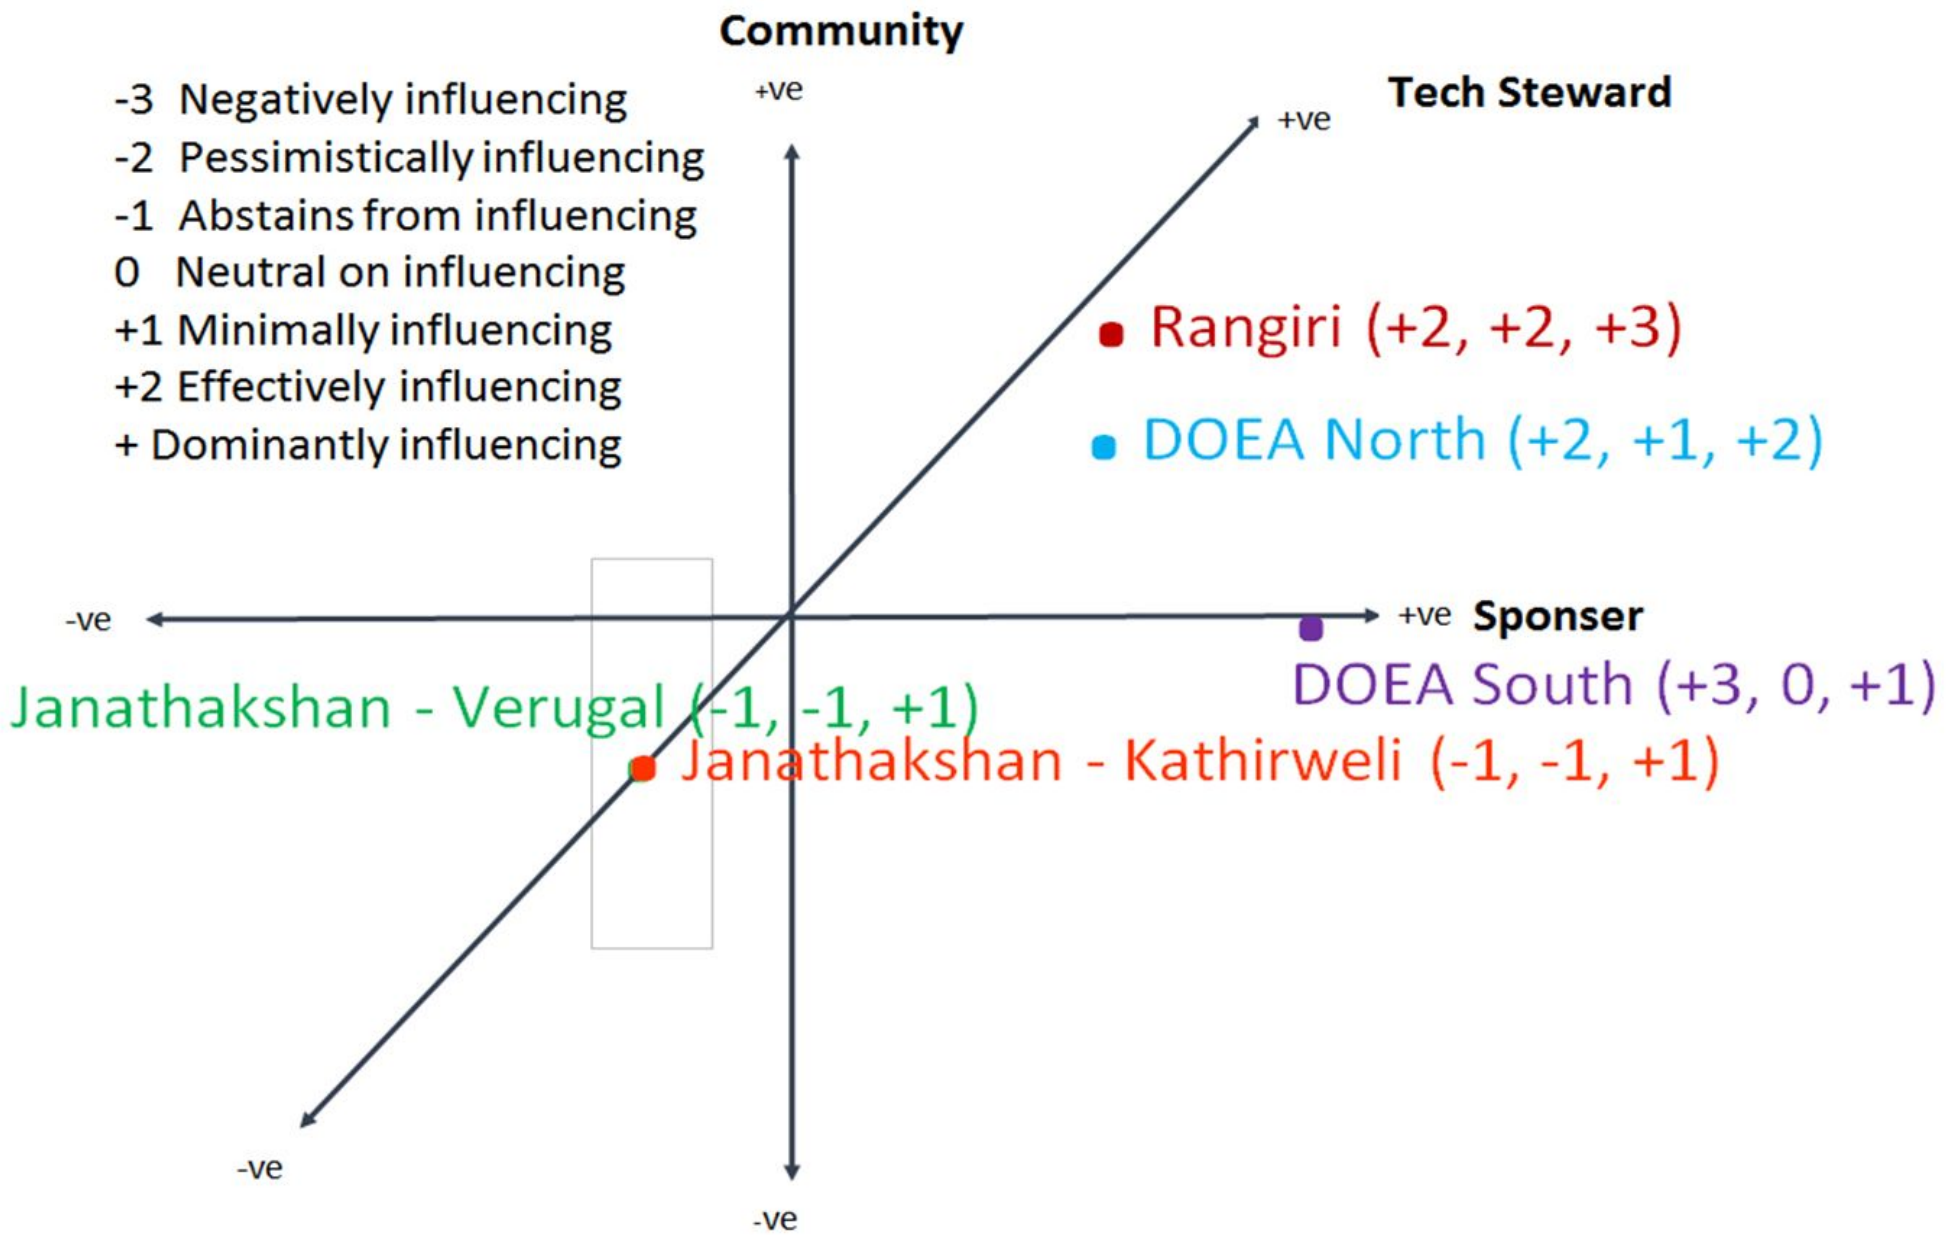 Community
+ve
Tech Steward
+ve
-3 Negatively influencing
-2 Pessimistically influencing
-1 Abstains from influencing
0 Neutral on influencing
+1 Minimally influencing
+2 Effectively influencing
+ Dominantly influencing
Rangiri (+2, +2, +3)
DOEA North (+2, +1, +2)
-ve
+ve Sponser
DOEA South (+3, 0, +1)
Janathakshan - Verugal (-1, -1, +1)
Janathakshan - Kathirweli (-1, -1, +1)
-ve
-ve